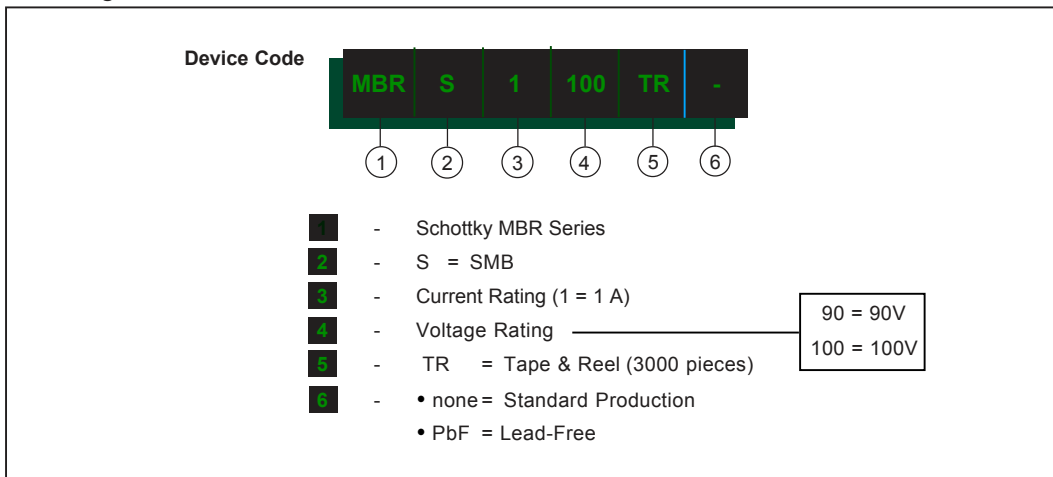 Device Code
MBR S 1 100 TR -
1 2 3 4 5 6
1 - Schottky MBR Series
2 - S = SMB
3 - Current Rating (1 = 1 A)
4 - Voltage Rating
90 = 90V
100 = 100V
5 - TR = Tape & Reel (3000 pieces)
6 - • none = Standard Production
• PbF = Lead-Free